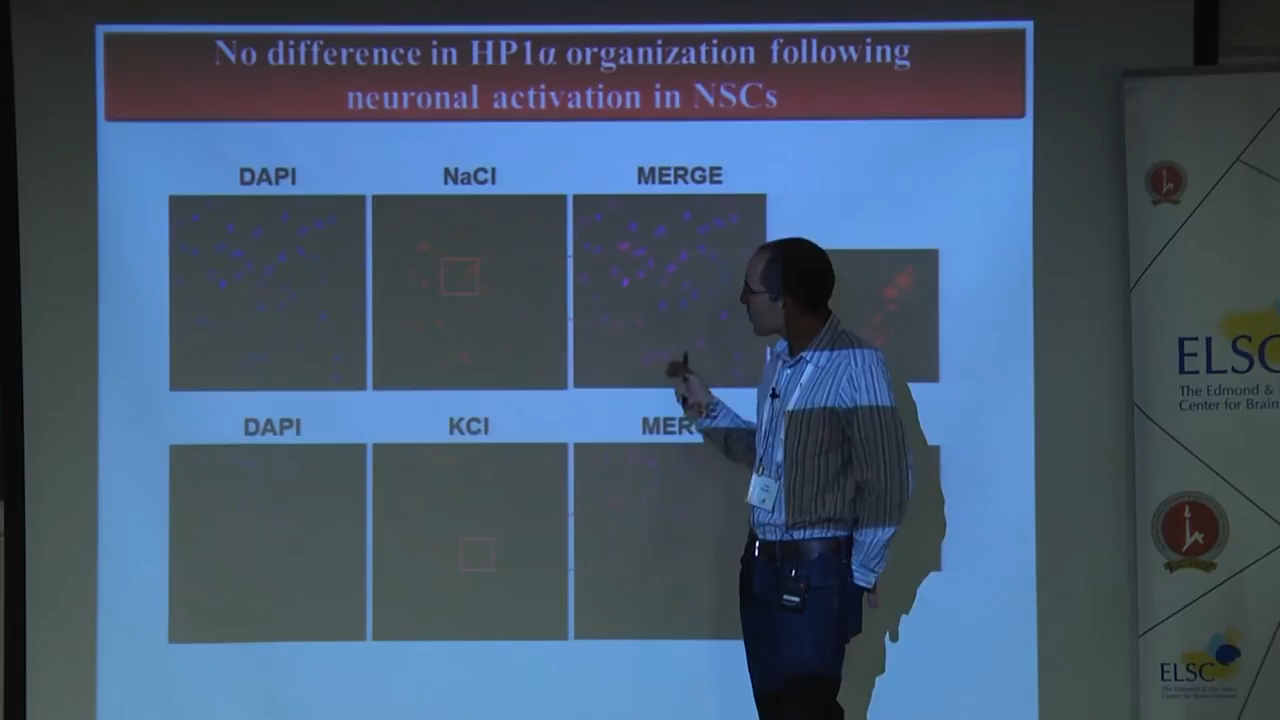 No difference in HP1α organization following
neuronal activation in NSCs
DAPI
NaCl
MERGE
DAPI
KCl
MERG
ELSC
The Edmond &
Center for Brain
ELSC